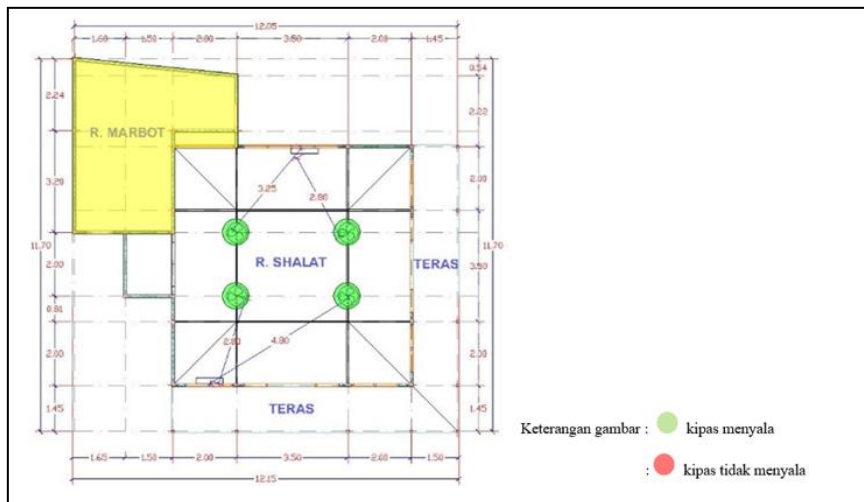 12.05
1.60 1.50 2.00 3.50 2.00 1.45
0.54
2.24
2.02
R. MARBOT
3.28
3.25
2.80
2.00
11.70
11.70
R. SHALAT
TERAS
3.50
2.00
0.81
2.80
4.80
2.00
2.00
TERAS
1.45
1.45
1.65 1.50 2.00 3.50 2.00 1.50
12.15
Keterangan gambar : kipas menyala
: kipas tidak menyala